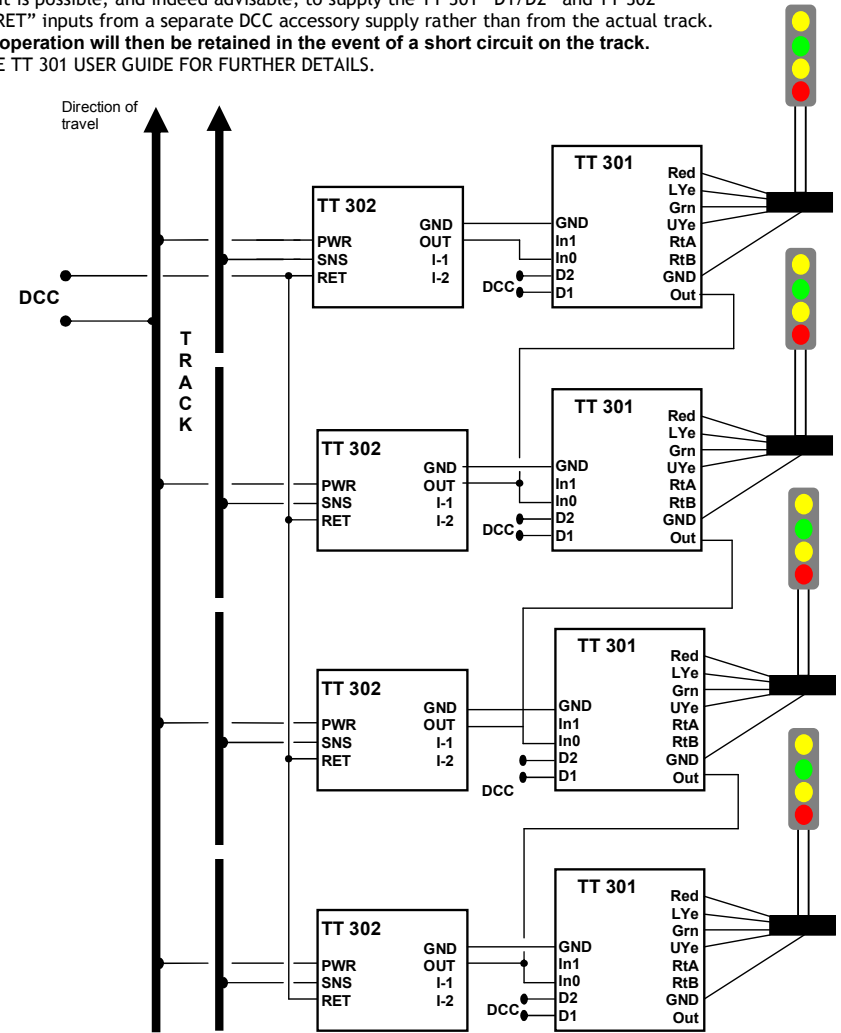 it is possible, and indeed advisable, to supply the TT 301 “D1/D2” and TT 302
RET” inputs from a separate DCC accessory supply rather than from the actual track.
operation will then be retained in the event of a short circuit on the track.
E TT 301 USER GUIDE FOR FURTHER DETAILS.
Direction of
travel
DCC
T
R
A
C
K
TT 302
GND
PWR OUT
SNS I-1
RET I-2
DCC
TT 301
Red
LYe
Grn
GND UYe
In1 RtA
In0 RtB
D2 GND
D1 Out
TT 302
GND
PWR OUT
SNS I-1
RET I-2
DCC
TT 301
Red
LYe
Grn
GND UYe
In1 RtA
In0 RtB
D2 GND
D1 Out
TT 302
GND
PWR OUT
SNS I-1
RET I-2
DCC
TT 301
Red
LYe
Grn
GND UYe
In1 RtA
In0 RtB
D2 GND
D1 Out
TT 302
GND
PWR OUT
SNS I-1
RET I-2
DCC
TT 301
Red
LYe
Grn
GND UYe
In1 RtA
In0 RtB
D2 GND
D1 Out